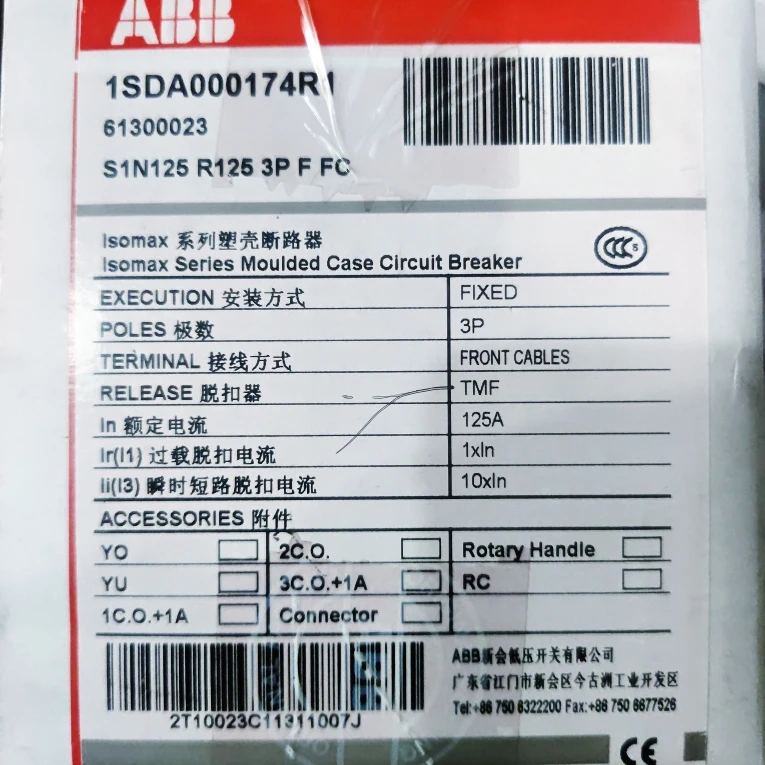 ABB
1SDA000174R1
61300023
S1N125 R125 3P F FC
Isomax 系列塑壳断路器
Isomax Series Moulded Case Circuit Breaker
CCC S
EXECUTION 安装方式 FIXED
POLES 极数 3P
TERMINAL 接线方式 FRONT CABLES
RELEASE 脱扣器 TMF
In 额定电流 125A
Ir(I1) 过载脱扣电流 1xIn
Ii(I3) 瞬时短路脱扣电流 10xIn
ACCESSORIES 附件
YO 2C.O. Rotary Handle
YU 3C.O.+1A RC
1C.O.+1A Connector
ABB新会低压开关有限公司
广东省江门市新会区今古洲工业开发区
Tel:+86 750 6322200 Fax:+86 750 6677526
2T10023C11311007J
CE